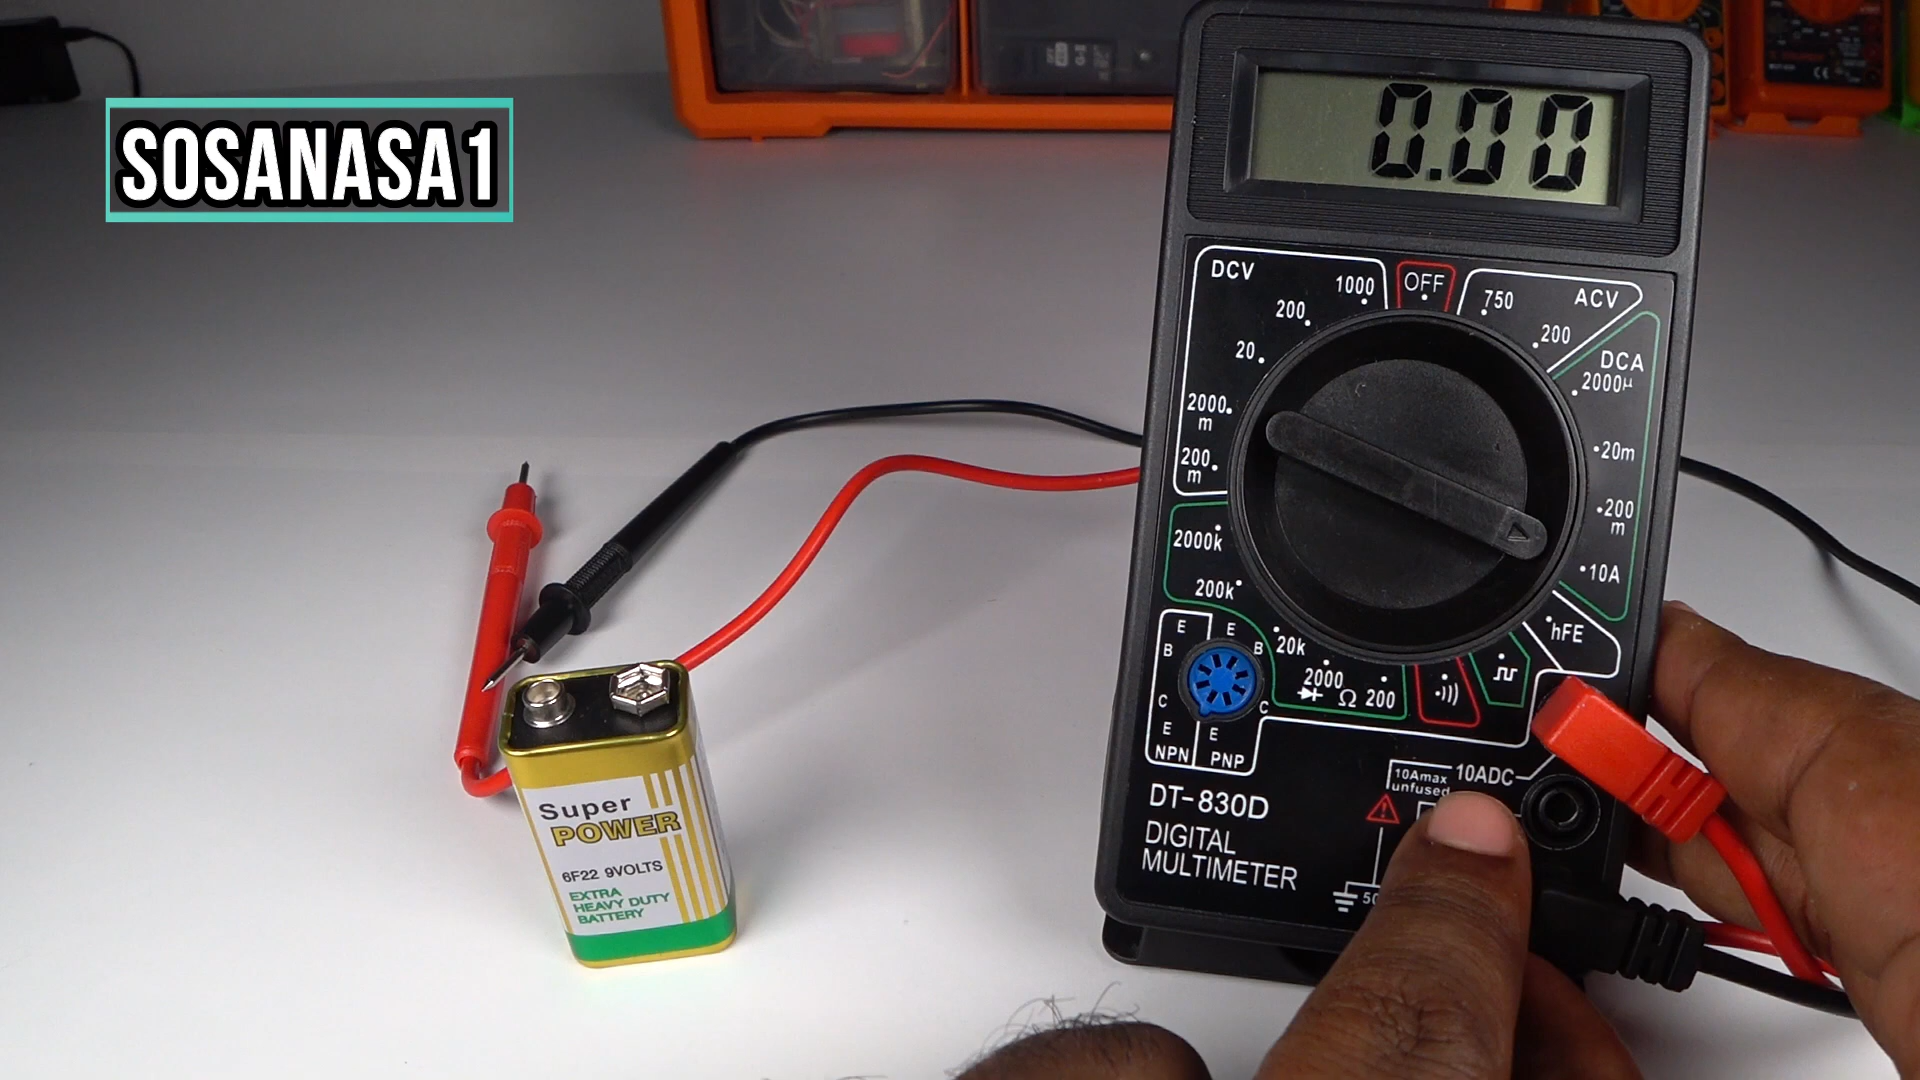 SOSANASA1
0.00
DCV
1000
OFF
750
ACV
200
200
20
DCA
2000µ
2000
m
20m
200
m
200
m
2000k
10A
200k
hFE
20k
2000
Ω 200
E
B
C
E
NPN
E
B
C
E
PNP
10Amax
unfused
10ADC
DT-830D
DIGITAL
MULTIMETER
Super
POWER
6F22 9VOLTS
EXTRA
HEAVY DUTY
BATTERY